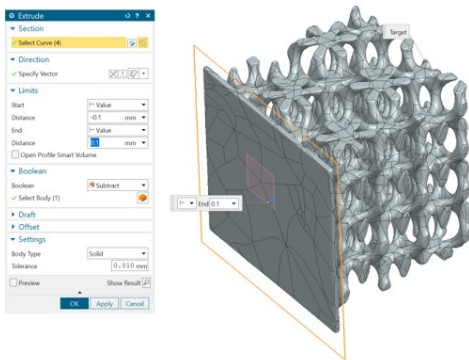 Extrude
Section
Select Curve (4)
Direction
Specify Vector
Limits
Start Value
Distance -0.1 mm
End Value
Distance 0.1 mm
Open Profile Smart Volume
Boolean
Boolean Subtract
Select Body (1)
Draft
Offset
Settings
Body Type Solid
Tolerance 0.010 mm
Preview Show Result
OK Apply Cancel
Target
End 0.1